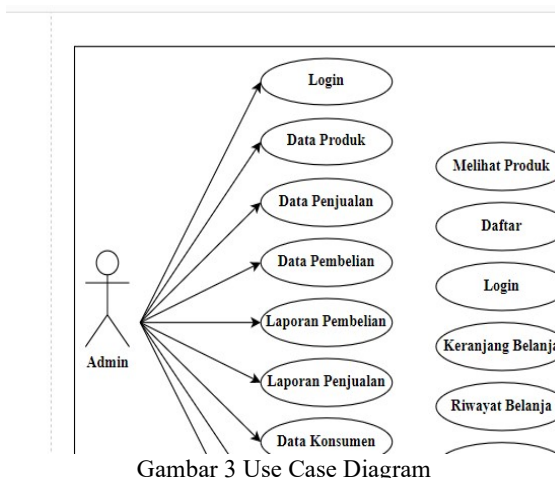 Login
Data Produk
Data Penjualan
Data Pembelian
Laporan Pembelian
Laporan Penjualan
Data Konsumen
Admin
Melihat Produk
Daftar
Login
Keranjang Belanja
Riwayat Belanja
Gambar 3 Use Case Diagram